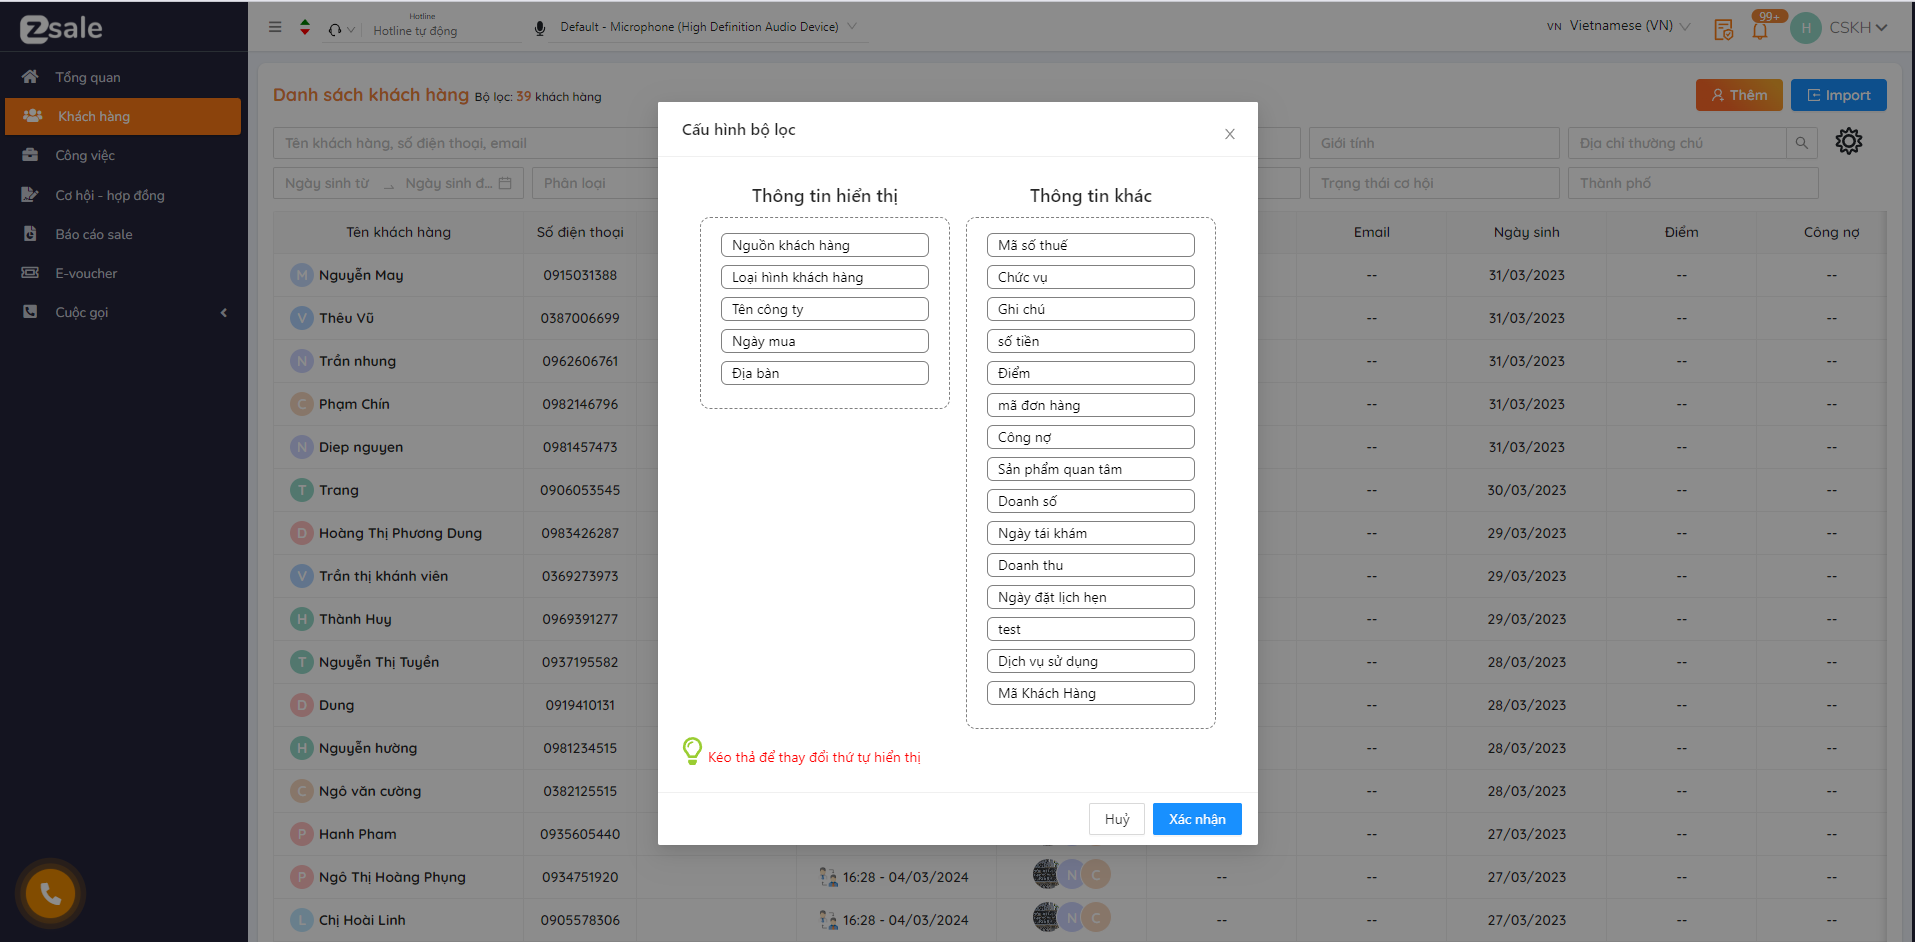 zsale
Hotline
Hotline tự động
Default - Microphone (High Definition Audio Device)
VN Vietnamese (VN)
99+
H CSKH
Tổng quan
Khách hàng
Công việc
Cơ hội - hợp đồng
Báo cáo sale
E-voucher
Cuộc gọi
Danh sách khách hàng Bộ lọc: 39 khách hàng
Thêm
Import
Tên khách hàng, số điện thoại, email
Giới tính
Địa chỉ thường chú
Ngày sinh từ → Ngày sinh đ...
Phân loại
Trạng thái cơ hội
Thành phố
Tên khách hàng Số điện thoại Email Ngày sinh Điểm Công nợ
M Nguyễn May 0915031388 -- 31/03/2023 -- --
V Thêu Vũ 0387006699 -- 31/03/2023 -- --
N Trần nhung 0962606761 -- 31/03/2023 -- --
C Phạm Chín 0982146796 -- 31/03/2023 -- --
N Diep nguyen 0981457473 -- 31/03/2023 -- --
T Trang 0906053545 -- 30/03/2023 -- --
D Hoàng Thị Phương Dung 0983426287 -- 29/03/2023 -- --
V Trần thị khánh viên 0369273973 -- 29/03/2023 -- --
H Thành Huy 0969391277 -- 29/03/2023 -- --
T Nguyễn Thị Tuyền 0937195582 -- 28/03/2023 -- --
D Dung 0919410131 -- 28/03/2023 -- --
H Nguyễn hường 0981234515 -- 28/03/2023 -- --
C Ngô văn cường 0382125515 -- 28/03/2023 -- --
P Hanh Pham 0935605440 -- 27/03/2023 -- --
P Ngô Thị Hoàng Phụng 0934751920 16:28 - 04/03/2024 N C -- -- 27/03/2023 -- --
L Chị Hoài Linh 0905578306 16:28 - 04/03/2024 N C -- -- 27/03/2023 -- --
Cấu hình bộ lọc
Thông tin hiển thị
Nguồn khách hàng
Loại hình khách hàng
Tên công ty
Ngày mua
Địa bàn
Thông tin khác
Mã số thuế
Chức vụ
Ghi chú
số tiền
Điểm
mã đơn hàng
Công nợ
Sản phẩm quan tâm
Doanh số
Ngày tái khám
Doanh thu
Ngày đặt lịch hẹn
test
Dịch vụ sử dụng
Mã Khách Hàng
Kéo thả để thay đổi thứ tự hiển thị
Huỷ
Xác nhận